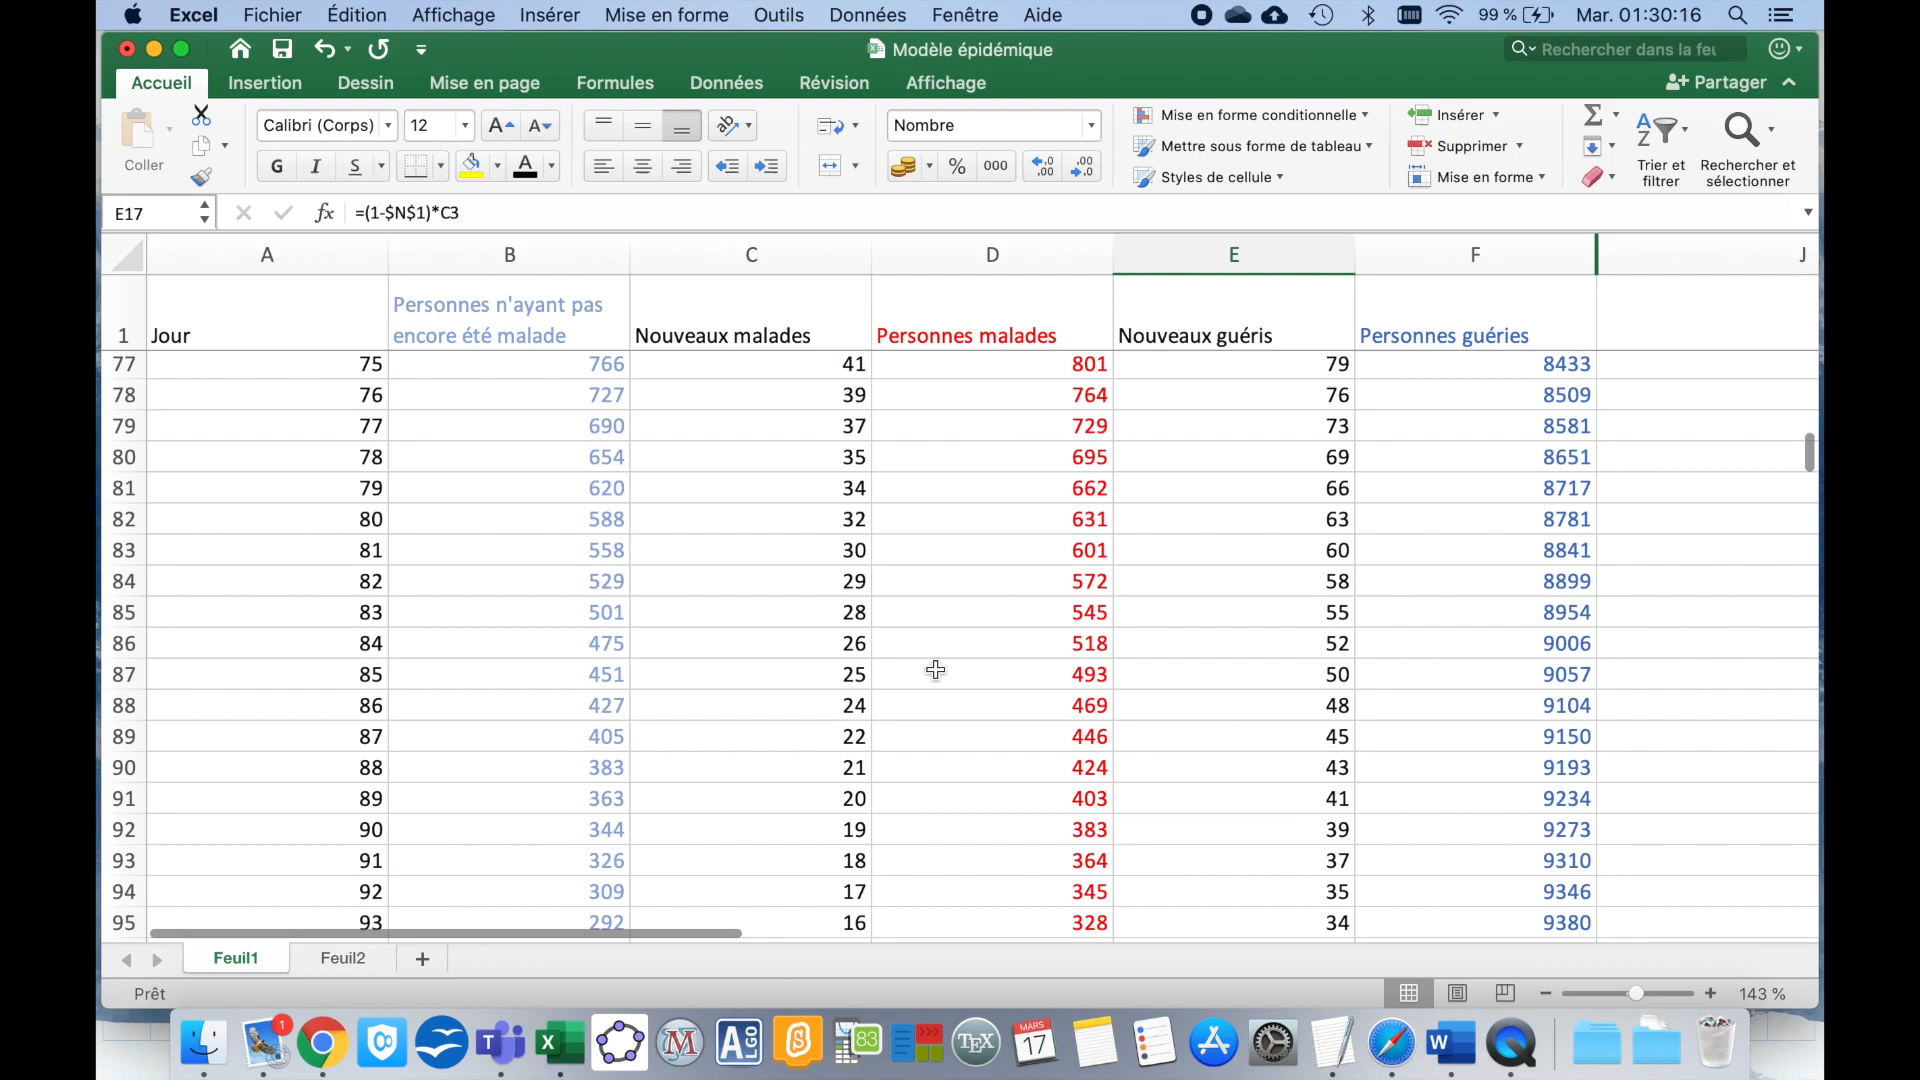 Excel Fichier Édition Affichage Insérer Mise en forme Outils Données Fenêtre Aide 99 % Mar. 01:30:16
Modèle épidémique
Rechercher dans la feu
Accueil Insertion Dessin Mise en page Formules Données Révision Affichage Partager
Coller
Calibri (Corps) 12
G I S
Nombre
% 000
Mise en forme conditionnelle
Mettre sous forme de tableau
Styles de cellule
Insérer
Supprimer
Mise en forme
Trier et filtrer
Rechercher et sélectionner
E17 fx =(1-$N$1)*C3
A B C D E F J
1 Jour Personnes n'ayant pas encore été malade Nouveaux malades Personnes malades Nouveaux guéris Personnes guéries
77 75 766 41 801 79 8433
78 76 727 39 764 76 8509
79 77 690 37 729 73 8581
80 78 654 35 695 69 8651
81 79 620 34 662 66 8717
82 80 588 32 631 63 8781
83 81 558 30 601 60 8841
84 82 529 29 572 58 8899
85 83 501 28 545 55 8954
86 84 475 26 518 52 9006
87 85 451 25 493 50 9057
88 86 427 24 469 48 9104
89 87 405 22 446 45 9150
90 88 383 21 424 43 9193
91 89 363 20 403 41 9234
92 90 344 19 383 39 9273
93 91 326 18 364 37 9310
94 92 309 17 345 35 9346
95 93 292 16 328 34 9380
Feuil1 Feuil2
Prêt 143 %
1 83 MARS 17 TEX ALGO W